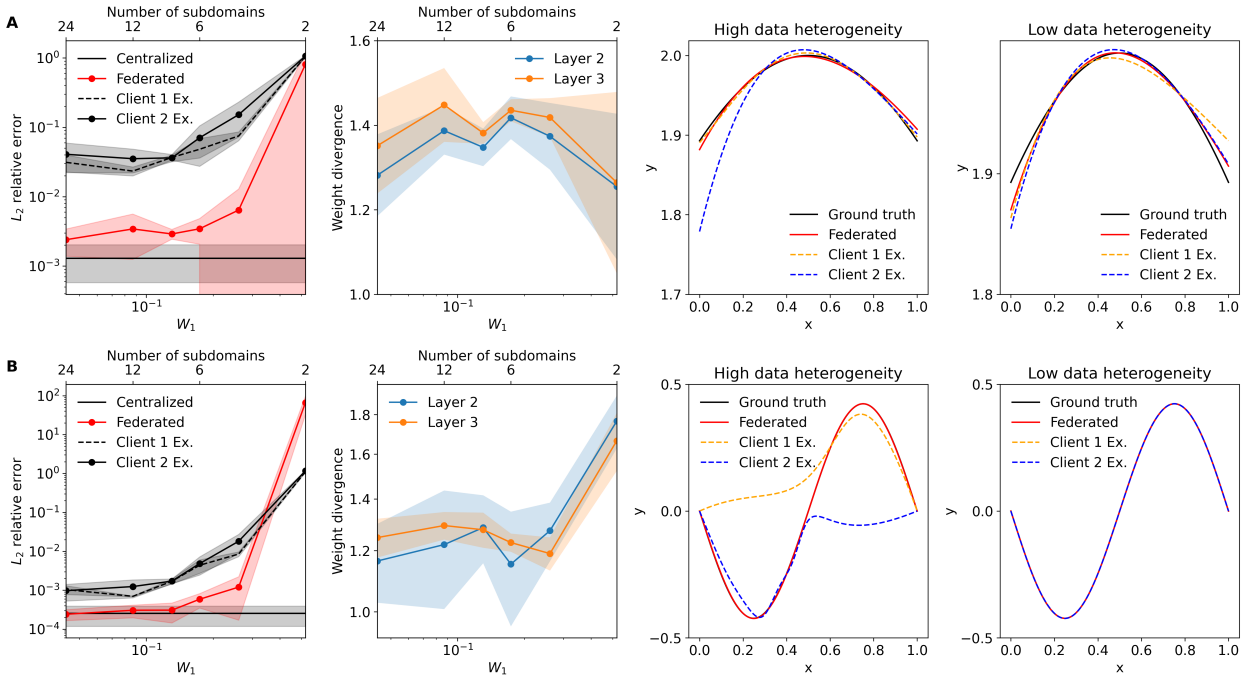 A
Number of subdomains
24 12 6 2
10⁰
10⁻¹
10⁻²
10⁻³
L₂ relative error
Centralized
Federated
Client 1 Ex.
Client 2 Ex.
10⁻¹
W₁
Number of subdomains
24 12 6 2
1.6
1.4
1.2
1.0
Weight divergence
Layer 2
Layer 3
10⁻¹
W₁
High data heterogeneity
2.0
1.9
1.8
1.7
y
Ground truth
Federated
Client 1 Ex.
Client 2 Ex.
0.0 0.2 0.4 0.6 0.8 1.0
x
Low data heterogeneity
1.9
1.8
y
Ground truth
Federated
Client 1 Ex.
Client 2 Ex.
0.0 0.2 0.4 0.6 0.8 1.0
x
B
Number of subdomains
24 12 6 2
10²
10¹
10⁰
10⁻¹
10⁻²
10⁻³
10⁻⁴
L₂ relative error
Centralized
Federated
Client 1 Ex.
Client 2 Ex.
10⁻¹
W₁
Number of subdomains
24 12 6 2
1.8
1.6
1.4
1.2
1.0
Weight divergence
Layer 2
Layer 3
10⁻¹
W₁
High data heterogeneity
0.5
0.0
−0.5
y
Ground truth
Federated
Client 1 Ex.
Client 2 Ex.
0.0 0.2 0.4 0.6 0.8 1.0
x
Low data heterogeneity
0.5
0.0
−0.5
y
Ground truth
Federated
Client 1 Ex.
Client 2 Ex.
0.0 0.2 0.4 0.6 0.8 1.0
x